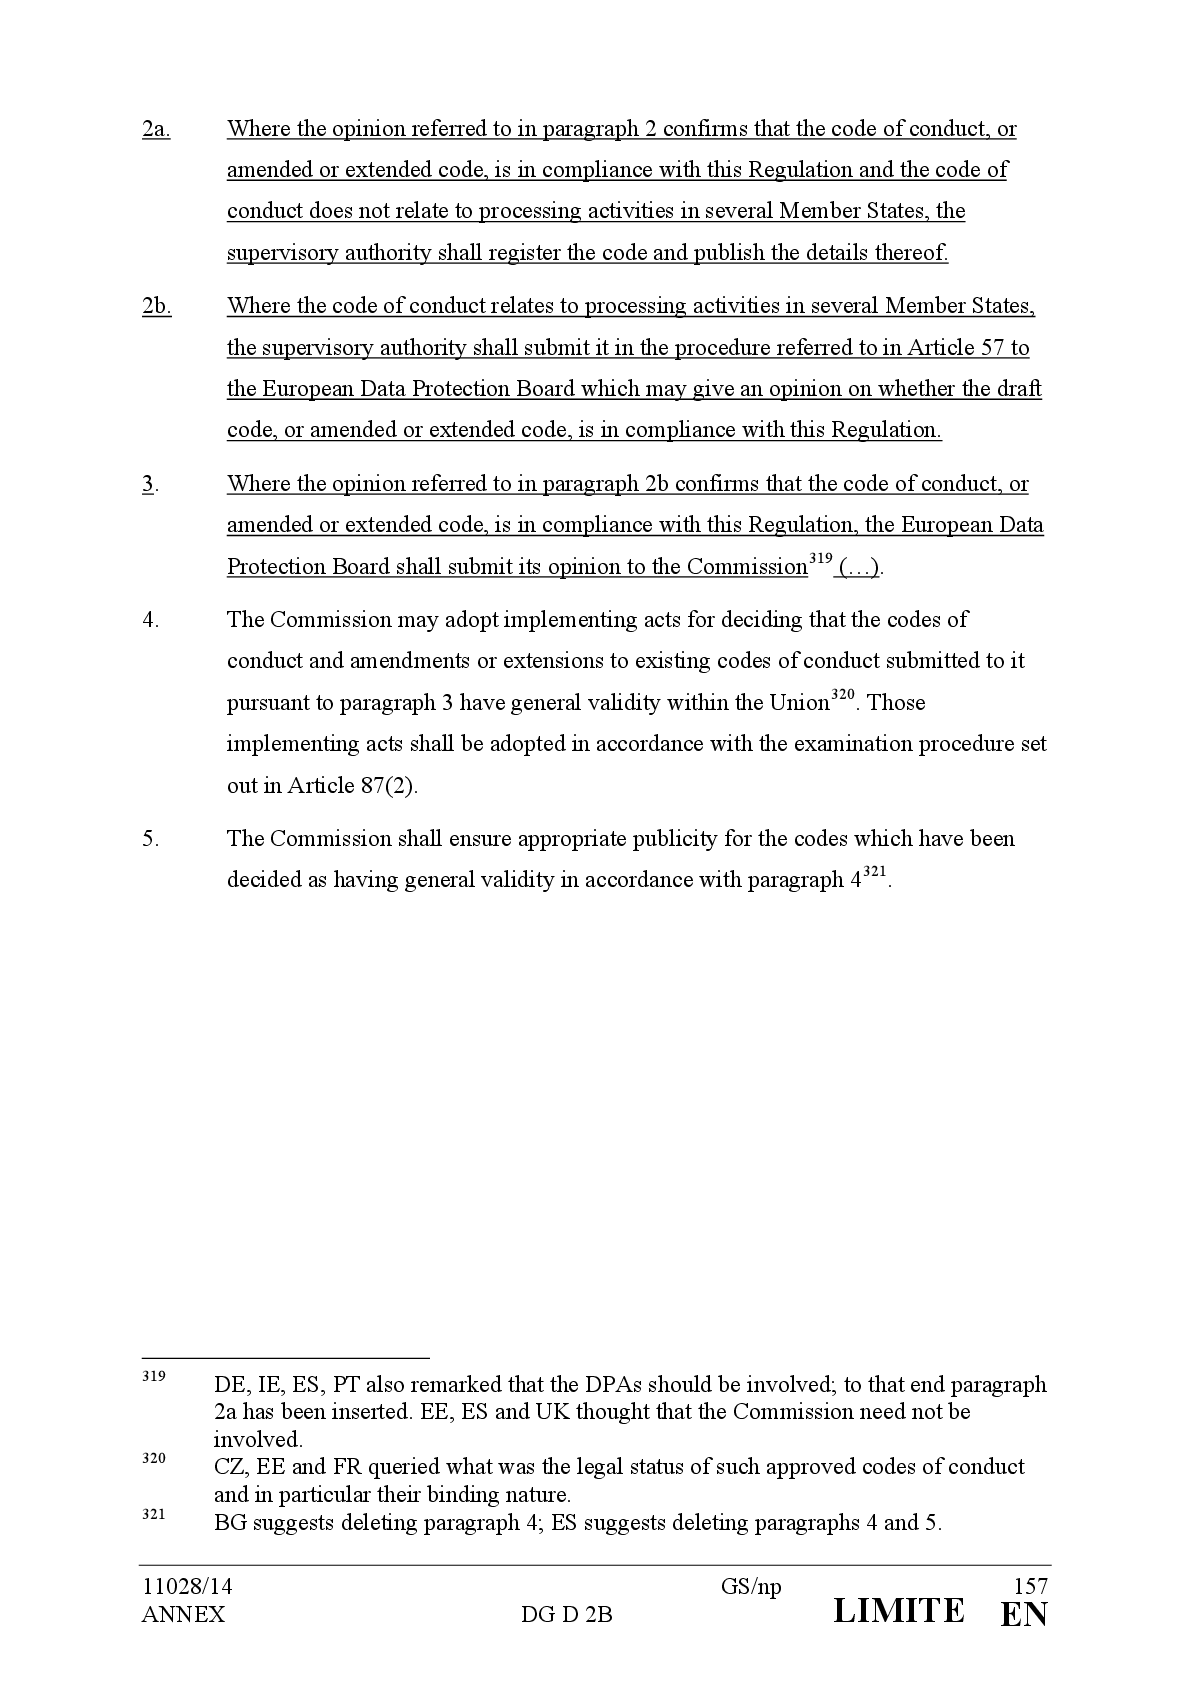 2a. Where the opinion referred to in paragraph 2 confirms that the code of conduct, or
amended or extended code, is in compliance with this Regulation and the code of
conduct does not relate to processing activities in several Member States, the
supervisory authority shall register the code and publish the details thereof.
2b. Where the code of conduct relates to processing activities in several Member States,
the supervisory authority shall submit it in the procedure referred to in Article 57 to
the European Data Protection Board which may give an opinion on whether the draft
code, or amended or extended code, is in compliance with this Regulation.
3. Where the opinion referred to in paragraph 2b confirms that the code of conduct, or
amended or extended code, is in compliance with this Regulation, the European Data
Protection Board shall submit its opinion to the Commission319 (…).
4. The Commission may adopt implementing acts for deciding that the codes of
conduct and amendments or extensions to existing codes of conduct submitted to it
pursuant to paragraph 3 have general validity within the Union320. Those
implementing acts shall be adopted in accordance with the examination procedure set
out in Article 87(2).
5. The Commission shall ensure appropriate publicity for the codes which have been
decided as having general validity in accordance with paragraph 4321.
319 DE, IE, ES, PT also remarked that the DPAs should be involved; to that end paragraph
2a has been inserted. EE, ES and UK thought that the Commission need not be
involved.
320 CZ, EE and FR queried what was the legal status of such approved codes of conduct
and in particular their binding nature.
321 BG suggests deleting paragraph 4; ES suggests deleting paragraphs 4 and 5.
11028/14 GS/np 157
ANNEX DG D 2B LIMITE EN